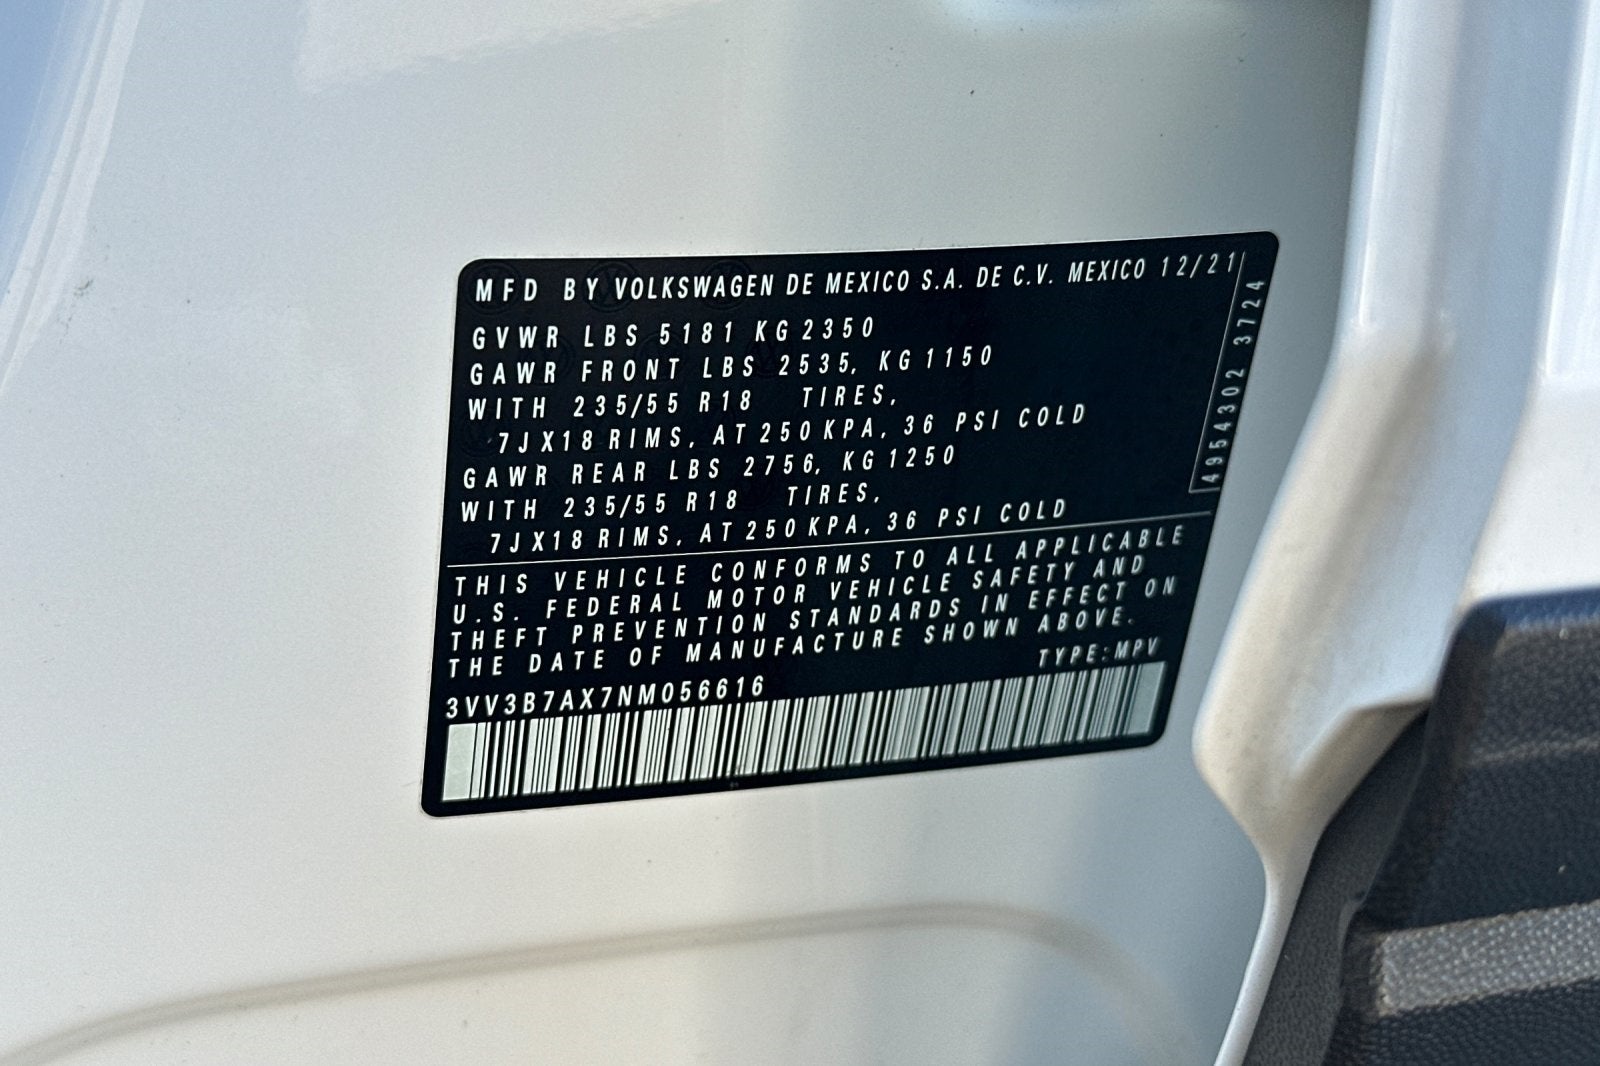 MFD BY VOLKSWAGEN DE MEXICO S.A. DE C.V. MEXICO 12/21
GVWR LBS 5181 KG 2350
GAWR FRONT LBS 2535, KG 1150
WITH 235/55 R18 TIRES,
7JX18 RIMS, AT 250 KPA, 36 PSI COLD
GAWR REAR LBS 2756, KG 1250
WITH 235/55 R18 TIRES,
7JX18 RIMS, AT 250 KPA, 36 PSI COLD
4954302 3724
THIS VEHICLE CONFORMS TO ALL APPLICABLE
U.S. FEDERAL MOTOR VEHICLE SAFETY AND
THEFT PREVENTION STANDARDS IN EFFECT ON
THE DATE OF MANUFACTURE SHOWN ABOVE.
TYPE:MPV
3VV3B7AX7NM056616